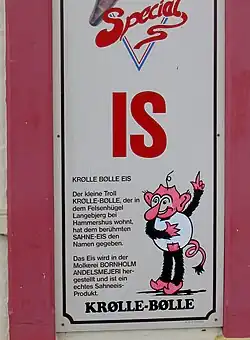 Special
IS
KRØLLE BØLLE EIS
Der kleine Troll
KRØLLE-BØLLE, der in
dem Felsenhügel
Langebjerg bei
Hammershus wohnt,
hat dem berühmten
SAHNE-EIS den
Namen gegeben.
Das Eis wird in der
Molkerei BORNHOLM
ANDELSMEJERI her-
gestellt und ist ein
echtes Sahneeis-
Produkt.
KRØLLE-BØLLE